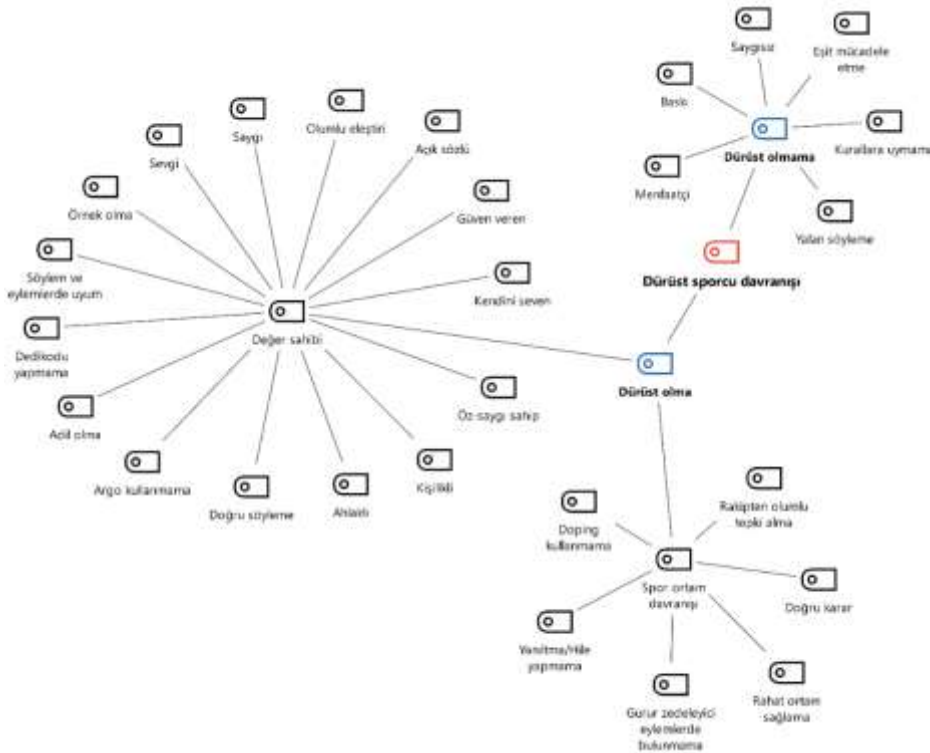 Saygısız
Eşit mücadele
etme
Baskı
Dürüst olmama
Kurallara uymama
Menfaatçi
Yalan söyleme
Dürüst sporcu davranışı
Dürüst olma
Olumlu eleştiri
Saygı
Açık sözlü
Sevgi
Örnek olma
Güven veren
Söylem ve
eylemlerde uyum
Kendini seven
Değer sahibi
Dedikodu
yapmama
Öz saygı sahip
Adil olma
Argo kullanmama
Doğru söyleme
Ahlaklı
Kişilikli
Doping
kullanmama
Rakipten olumlu
tepki alma
Spor ortam
davranışı
Doğru karar
Yanıltma/Hile
yapmama
Gurur zedeleyici
eylemlerde
bulunmama
Rahat ortam
sağlama